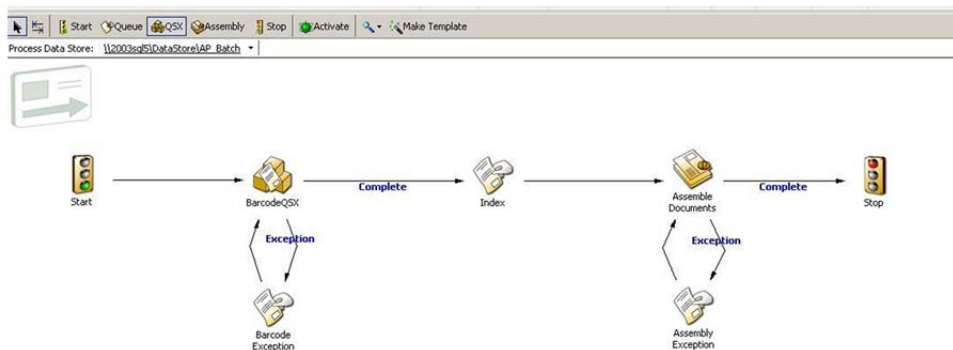 Start Queue QSX Assembly Stop Activate Make Template
Process Data Store: \\2003sql5\DataStore\AP_Batch
Start
BarcodeQSX
Complete
Index
Assemble
Documents
Complete
Stop
Exception
Exception
Barcode
Exception
Assembly
Exception